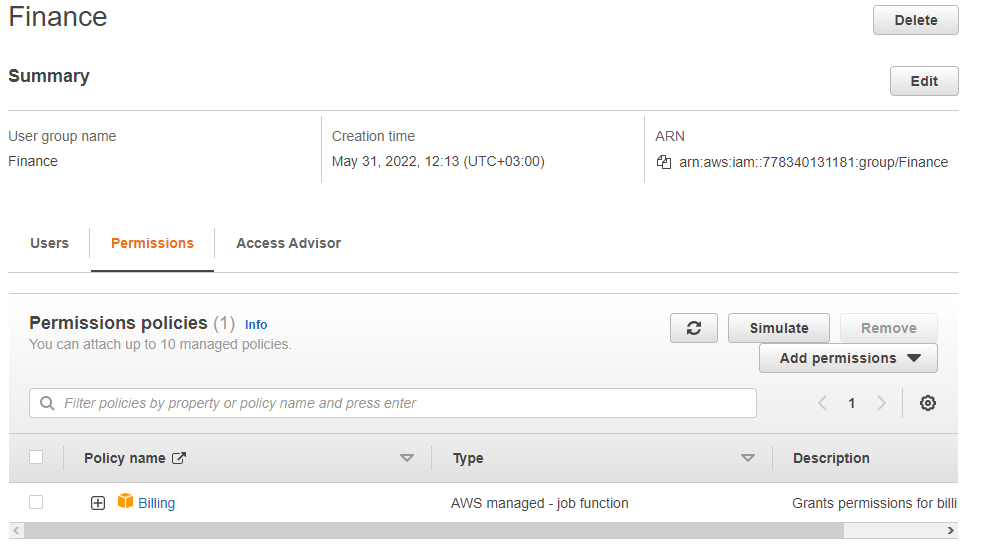 Finance
Delete
Summary
Edit
User group name
Creation time
ARN
Finance
May 31, 2022, 12:13 (UTC+03:00)
arn:aws:iam::778340131181:group/Finance
Users
Permissions
Access Advisor
Permissions policies (1) Info
You can attach up to 10 managed policies.
Simulate
Remove
Add permissions
Filter policies by property or policy name and press enter
1
Policy name
Type
Description
Billing
AWS managed - job function
Grants permissions for billi